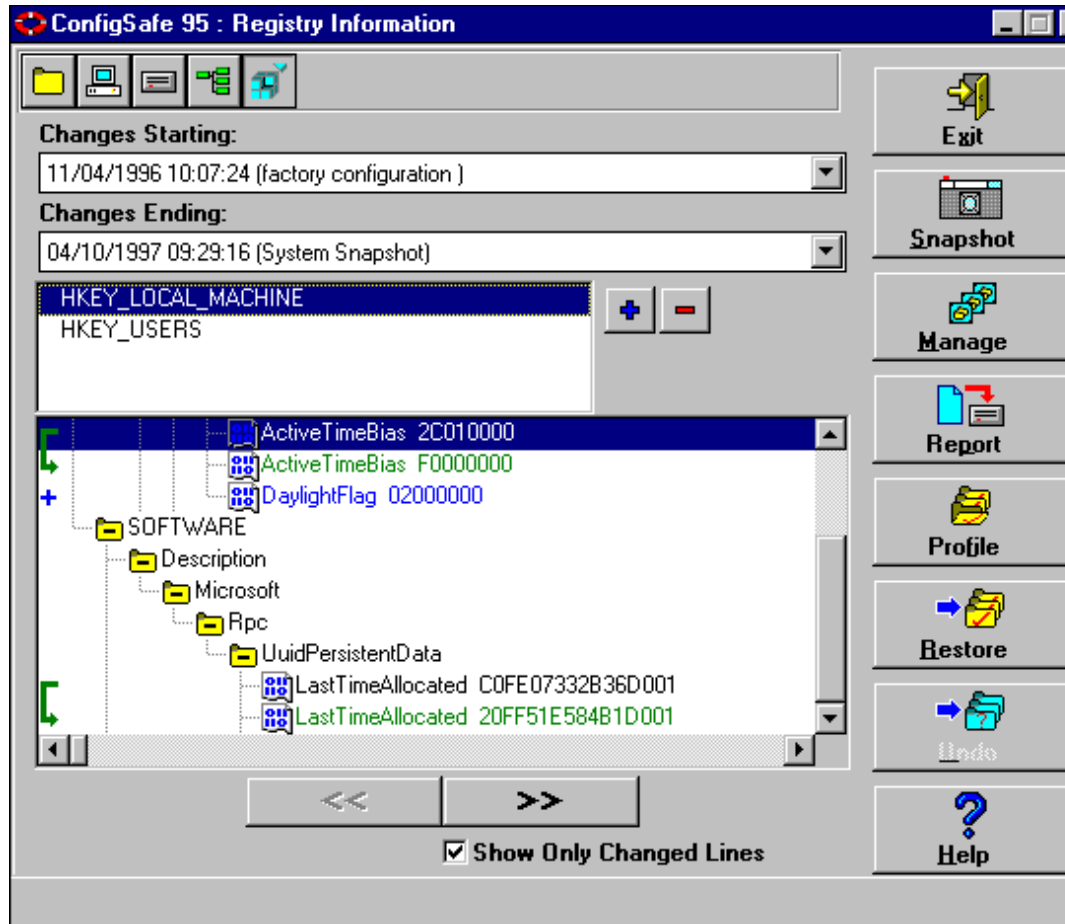 ConfigSafe 95 : Registry Information
Changes Starting:
11/04/1996 10:07:24 (factory configuration )
Changes Ending:
04/10/1997 09:29:16 (System Snapshot)
HKEY_LOCAL_MACHINE
HKEY_USERS
ActiveTimeBias 2C010000
ActiveTimeBias F0000000
DaylightFlag 02000000
SOFTWARE
Description
Microsoft
Rpc
UuidPersistentData
LastTimeAllocated C0FE07332B36D001
LastTimeAllocated 20FF51E584B1D001
<< >>
Show Only Changed Lines
Exit
Snapshot
Manage
Report
Profile
Restore
Undo
Help